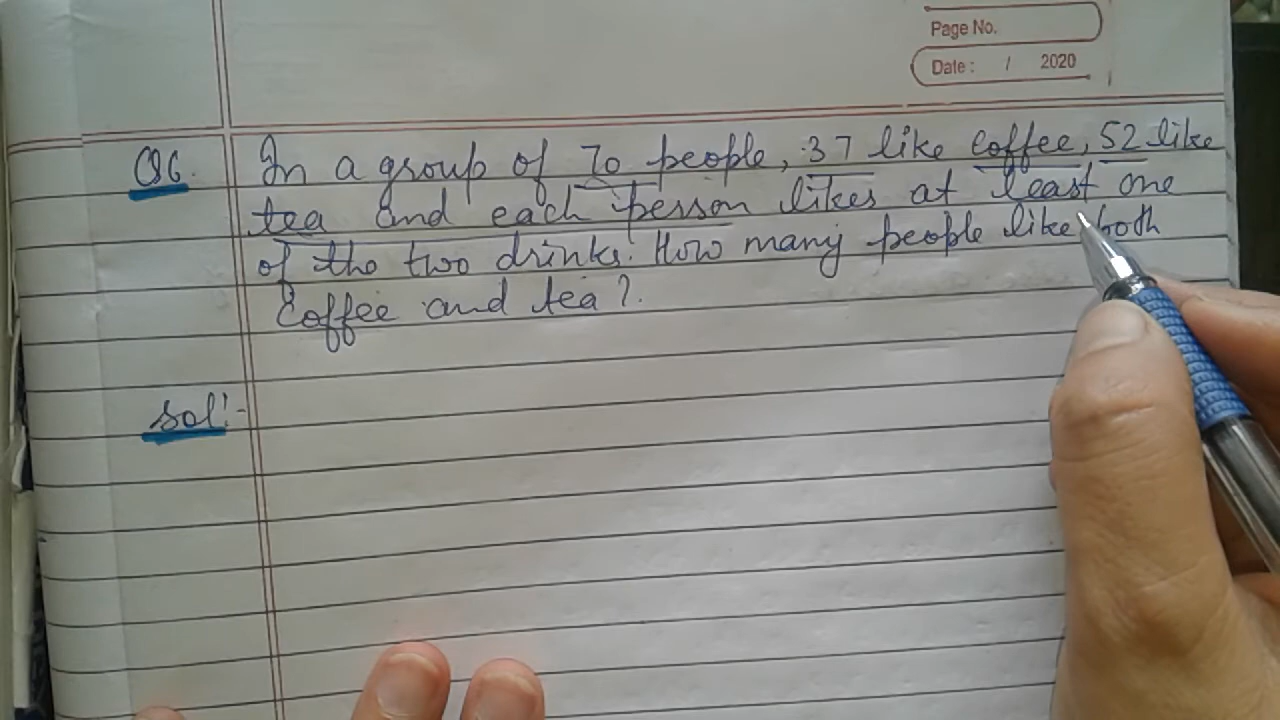 Page No.
Date : / 2020
Q6. In a group of 70 people, 37 like coffee, 52 like
tea and each person likes at least one
of the two drinks. How many people like both
Coffee and tea?.
Sol:-